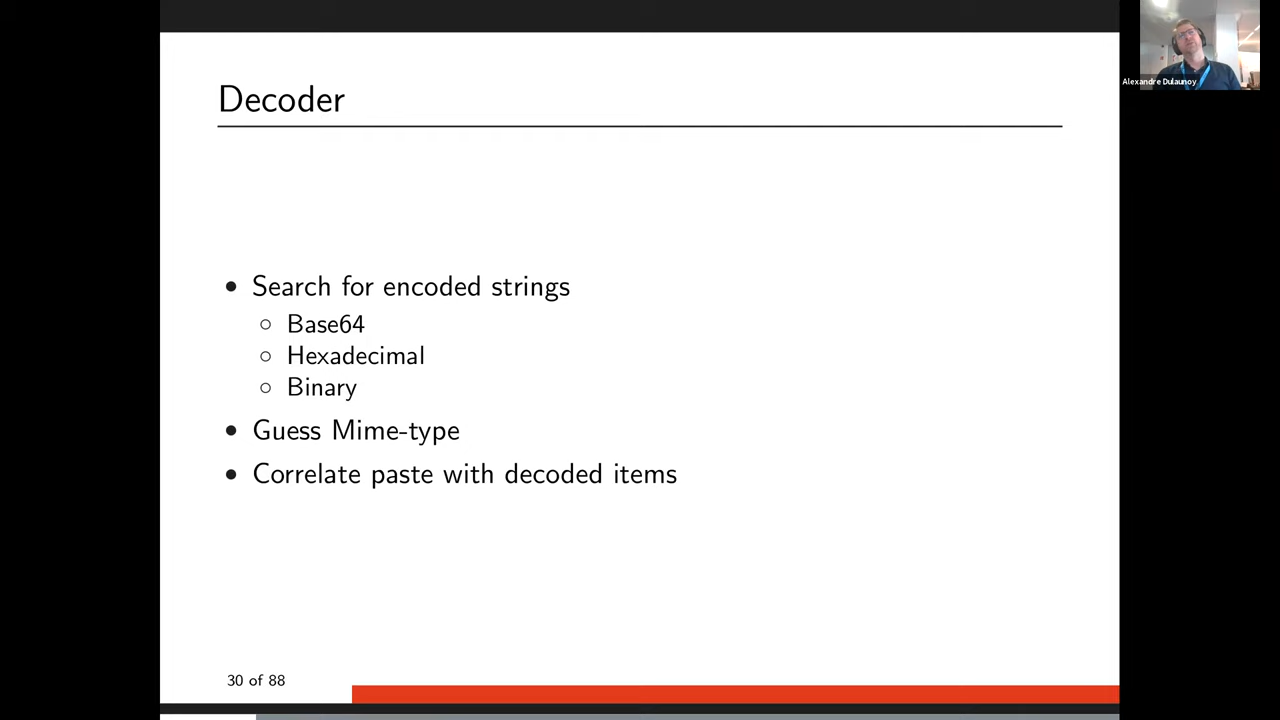 Alexandre Dulaunoy
Decoder
• Search for encoded strings
○ Base64
○ Hexadecimal
○ Binary
• Guess Mime-type
• Correlate paste with decoded items
30 of 88